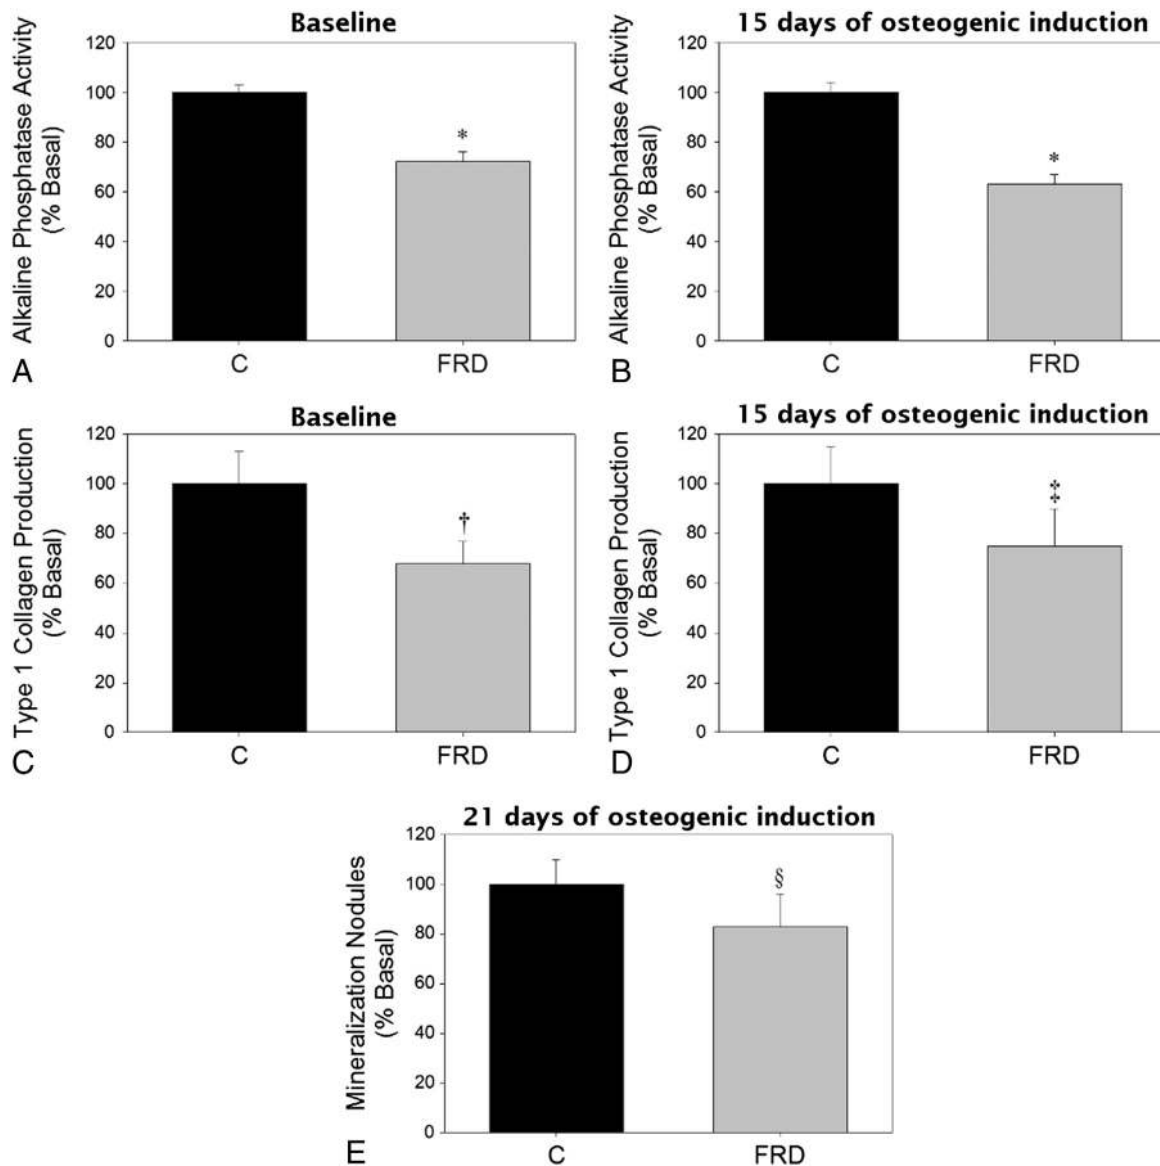 Baseline
Alkaline Phosphatase Activity
(% Basal)
120
100
80
60
40
20
0
*
C
FRD
A
15 days of osteogenic induction
Alkaline Phosphatase Activity
(% Basal)
120
100
80
60
40
20
0
*
C
FRD
B
Baseline
Type 1 Collagen Production
(% Basal)
120
100
80
60
40
20
0
†
C
FRD
C
15 days of osteogenic induction
Type 1 Collagen Production
(% Basal)
120
100
80
60
40
20
0
‡
C
FRD
D
21 days of osteogenic induction
Mineralization Nodules
(% Basal)
120
100
80
60
40
20
0
§
C
FRD
E